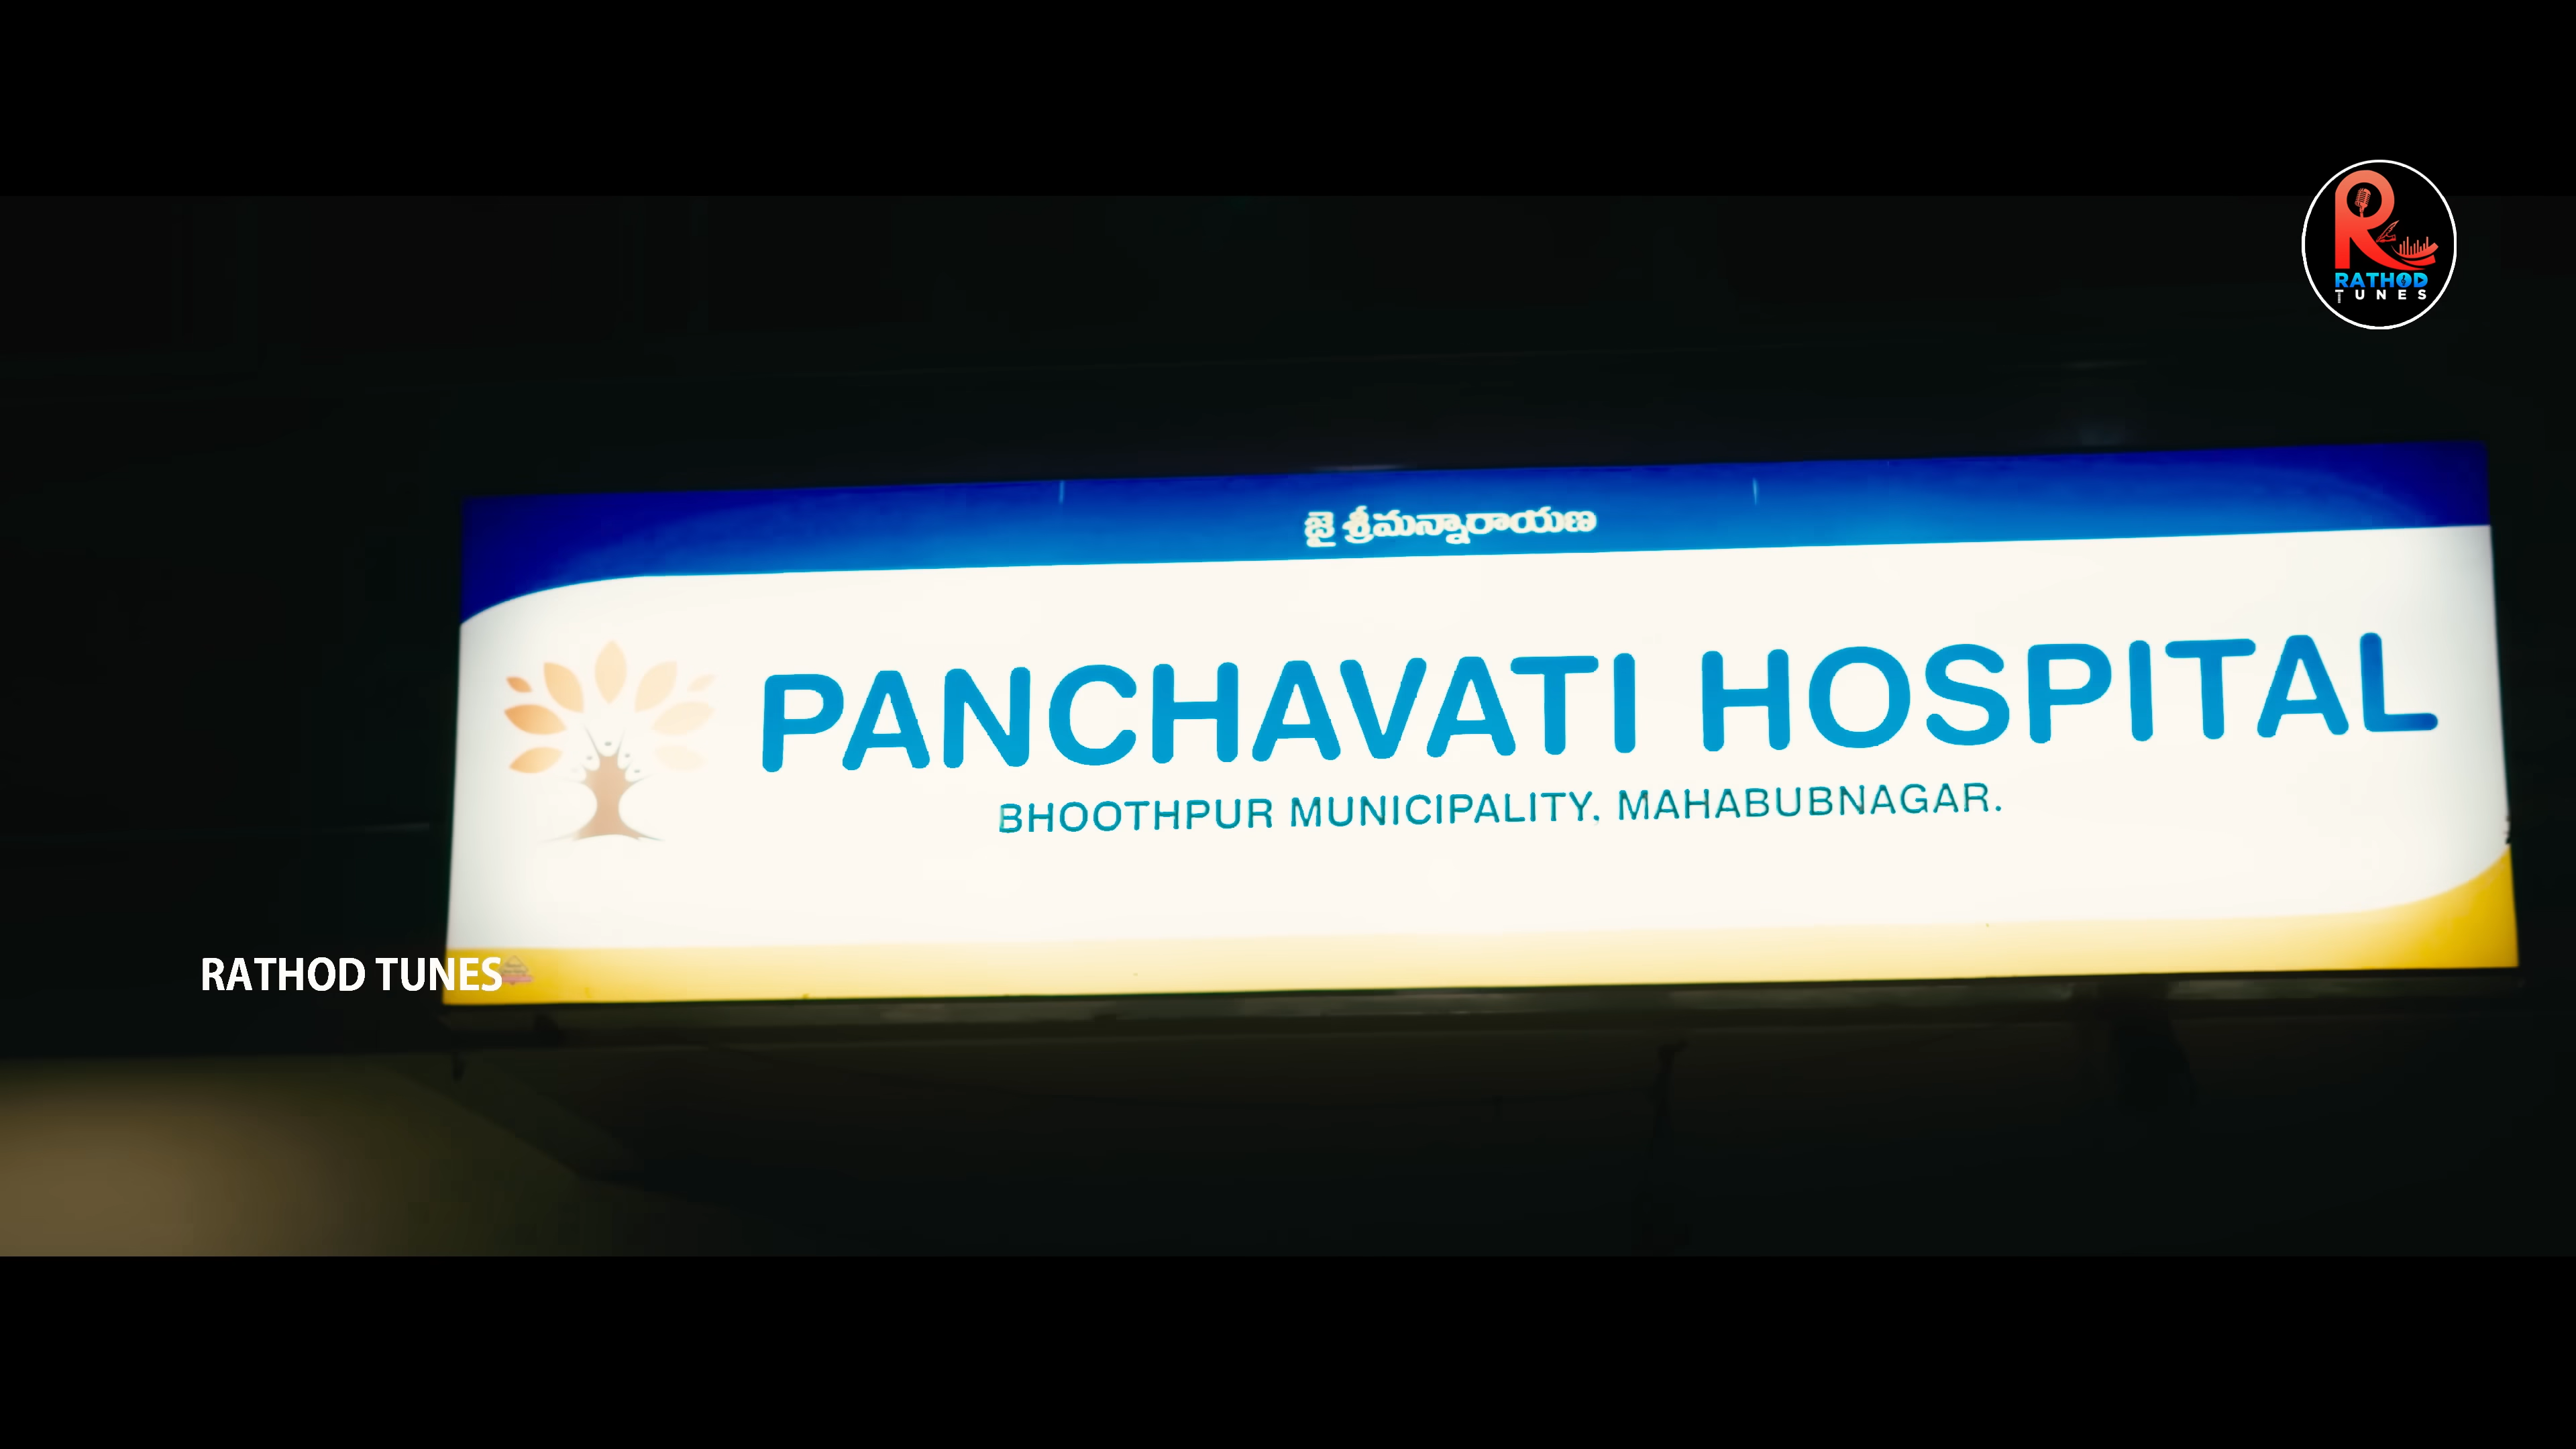 RATHOD
TUNES
జై శ్రీమన్నారాయణ
PANCHAVATI HOSPITAL
BHOOTHPUR MUNICIPALITY, MAHABUBNAGAR.
RATHOD TUNES